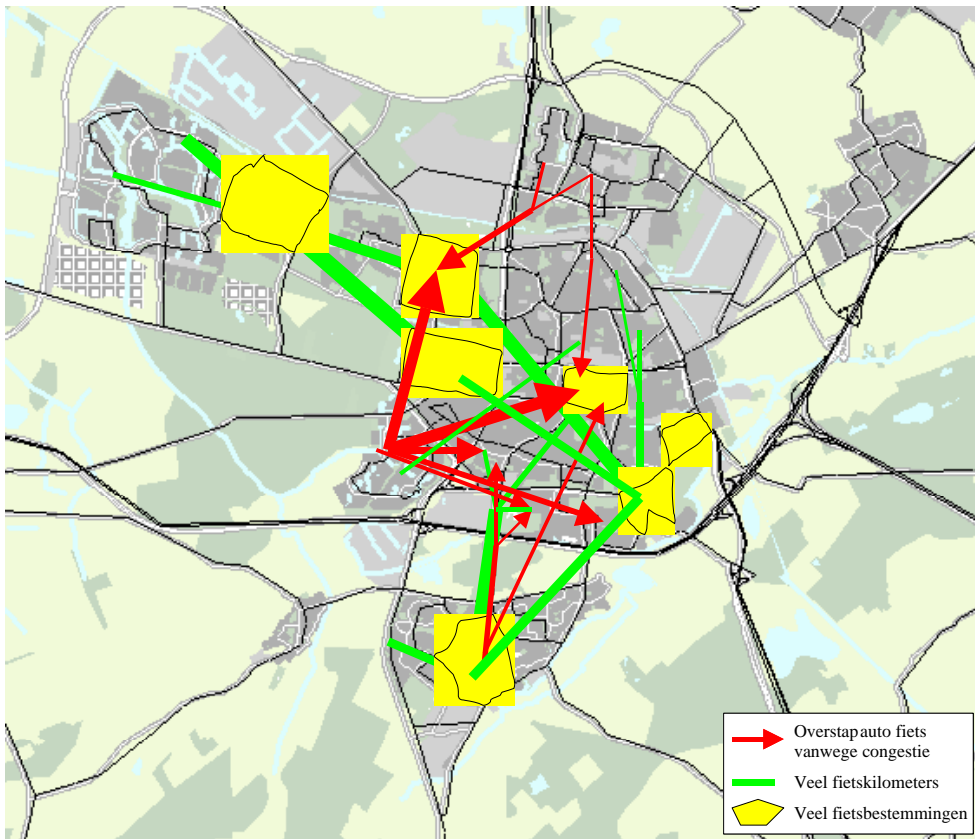 Overstap auto fiets
vanwege congestie
Veel fietskilometers
Veel fietsbestemmingen